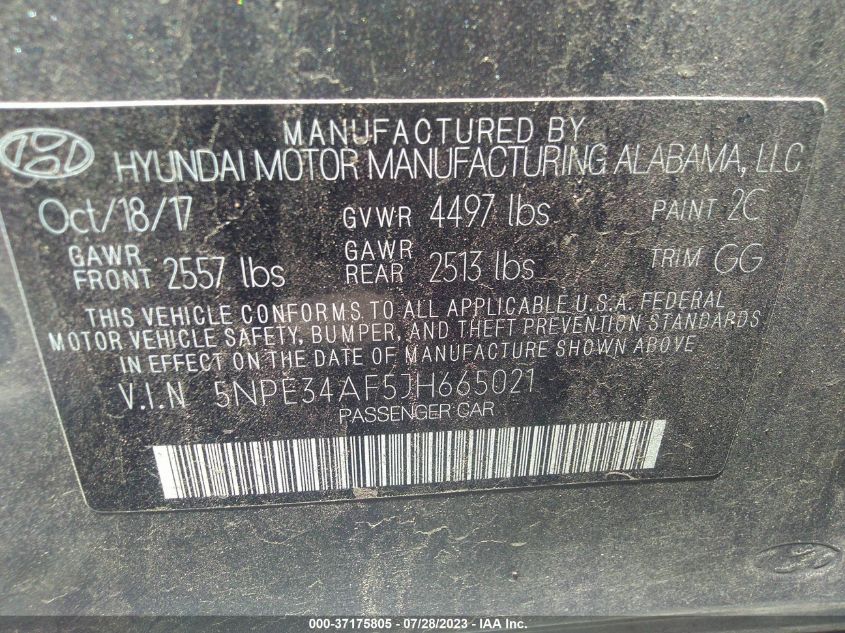 MANUFACTURED BY
HYUNDAI MOTOR MANUFACTURING ALABAMA, LLC
Oct/18/17 GVWR 4497 lbs PAINT 2C
GAWR FRONT 2557 lbs GAWR REAR 2513 lbs TRIM GG
THIS VEHICLE CONFORMS TO ALL APPLICABLE U.S.A. FEDERAL
MOTOR VEHICLE SAFETY, BUMPER, AND THEFT PREVENTION STANDARDS
IN EFFECT ON THE DATE OF MANUFACTURE SHOWN ABOVE
V.I.N 5NPE34AF5JH665021
PASSENGER CAR
000-37175805 - 07/28/2023 - © IAA Inc.